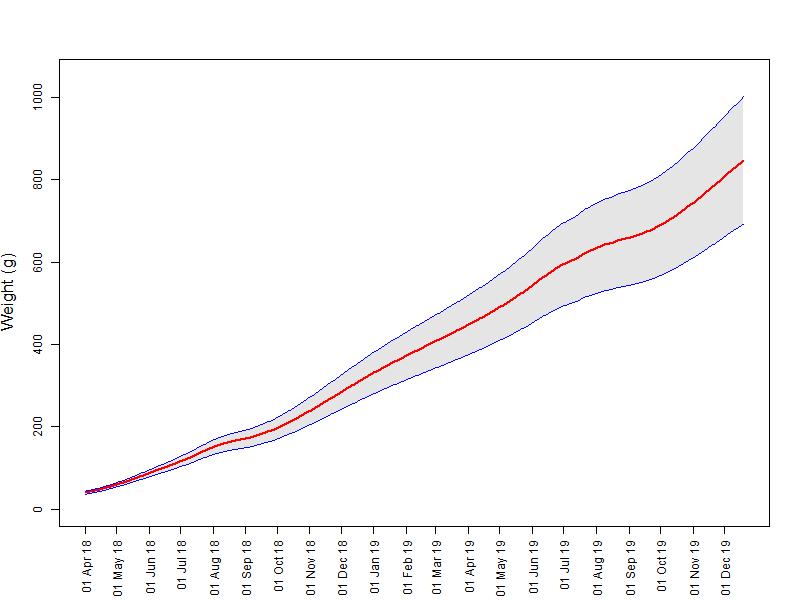 Weight (g)
1000
800
600
400
200
0
01 Apr 18
01 May 18
01 Jun 18
01 Jul 18
01 Aug 18
01 Sep 18
01 Oct 18
01 Nov 18
01 Dec 18
01 Jan 19
01 Feb 19
01 Mar 19
01 Apr 19
01 May 19
01 Jun 19
01 Jul 19
01 Aug 19
01 Sep 19
01 Oct 19
01 Nov 19
01 Dec 19